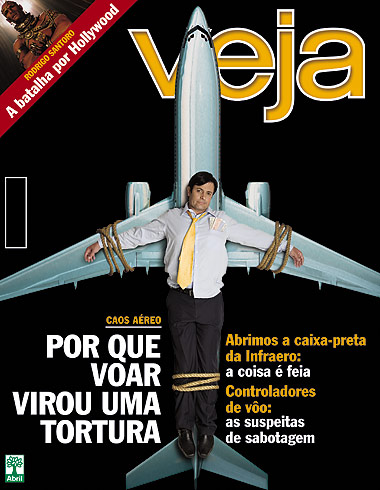 RODRIGO SANTORO
A batalha por Hollywood
veja
CAOS AÉREO
POR QUE
VOAR
VIROU UMA
TORTURA
Abrimos a caixa-preta
da Infraero:
a coisa é feia
Controladores
de vôo:
as suspeitas
de sabotagem
Abril